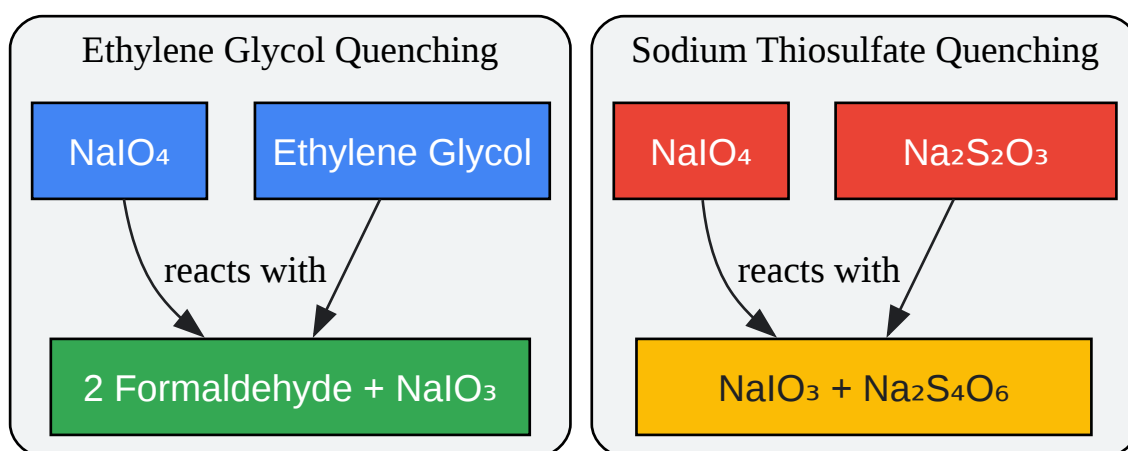 Ethylene Glycol Quenching
NaIO₄
Ethylene Glycol
reacts with
2 Formaldehyde + NaIO₃
Sodium Thiosulfate Quenching
NaIO₄
Na₂S₂O₃
reacts with
NaIO₃ + Na₂S₄O₆